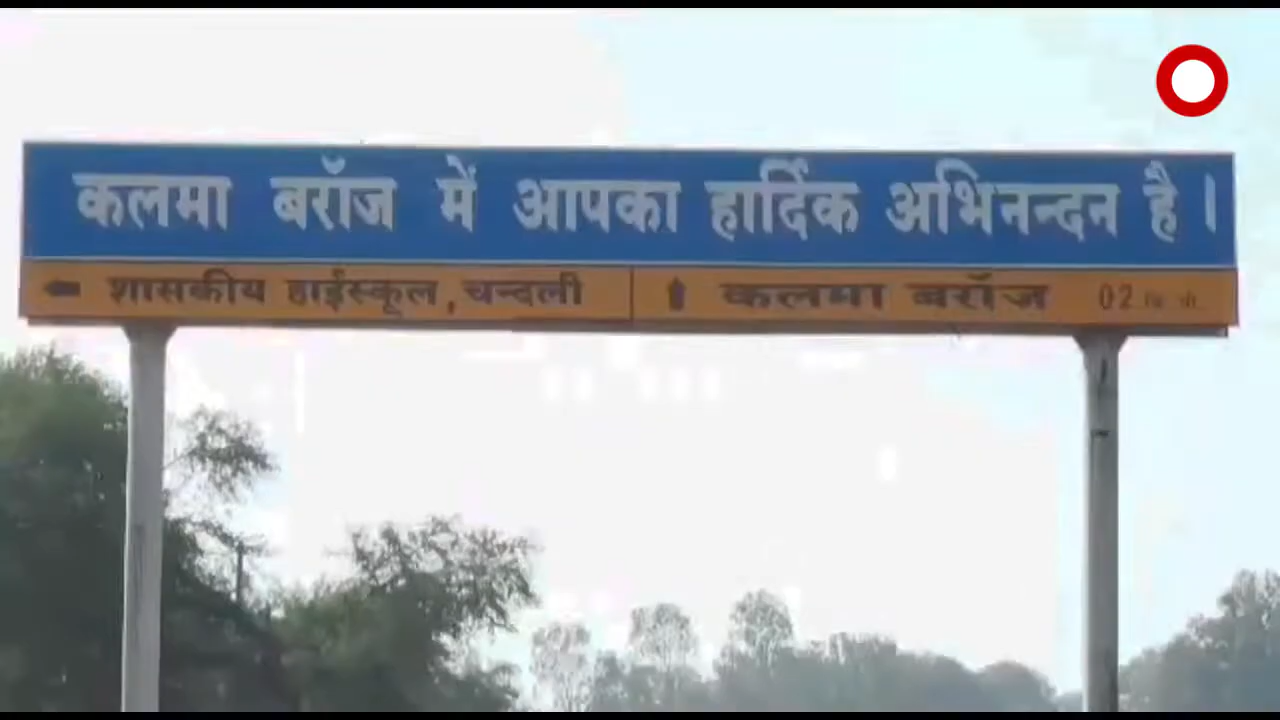 कलमा बरॉज में आपका हार्दिक अभिनन्दन है ।
शासकीय हाईस्कूल, चन्दली
कलमा बरॉज 02